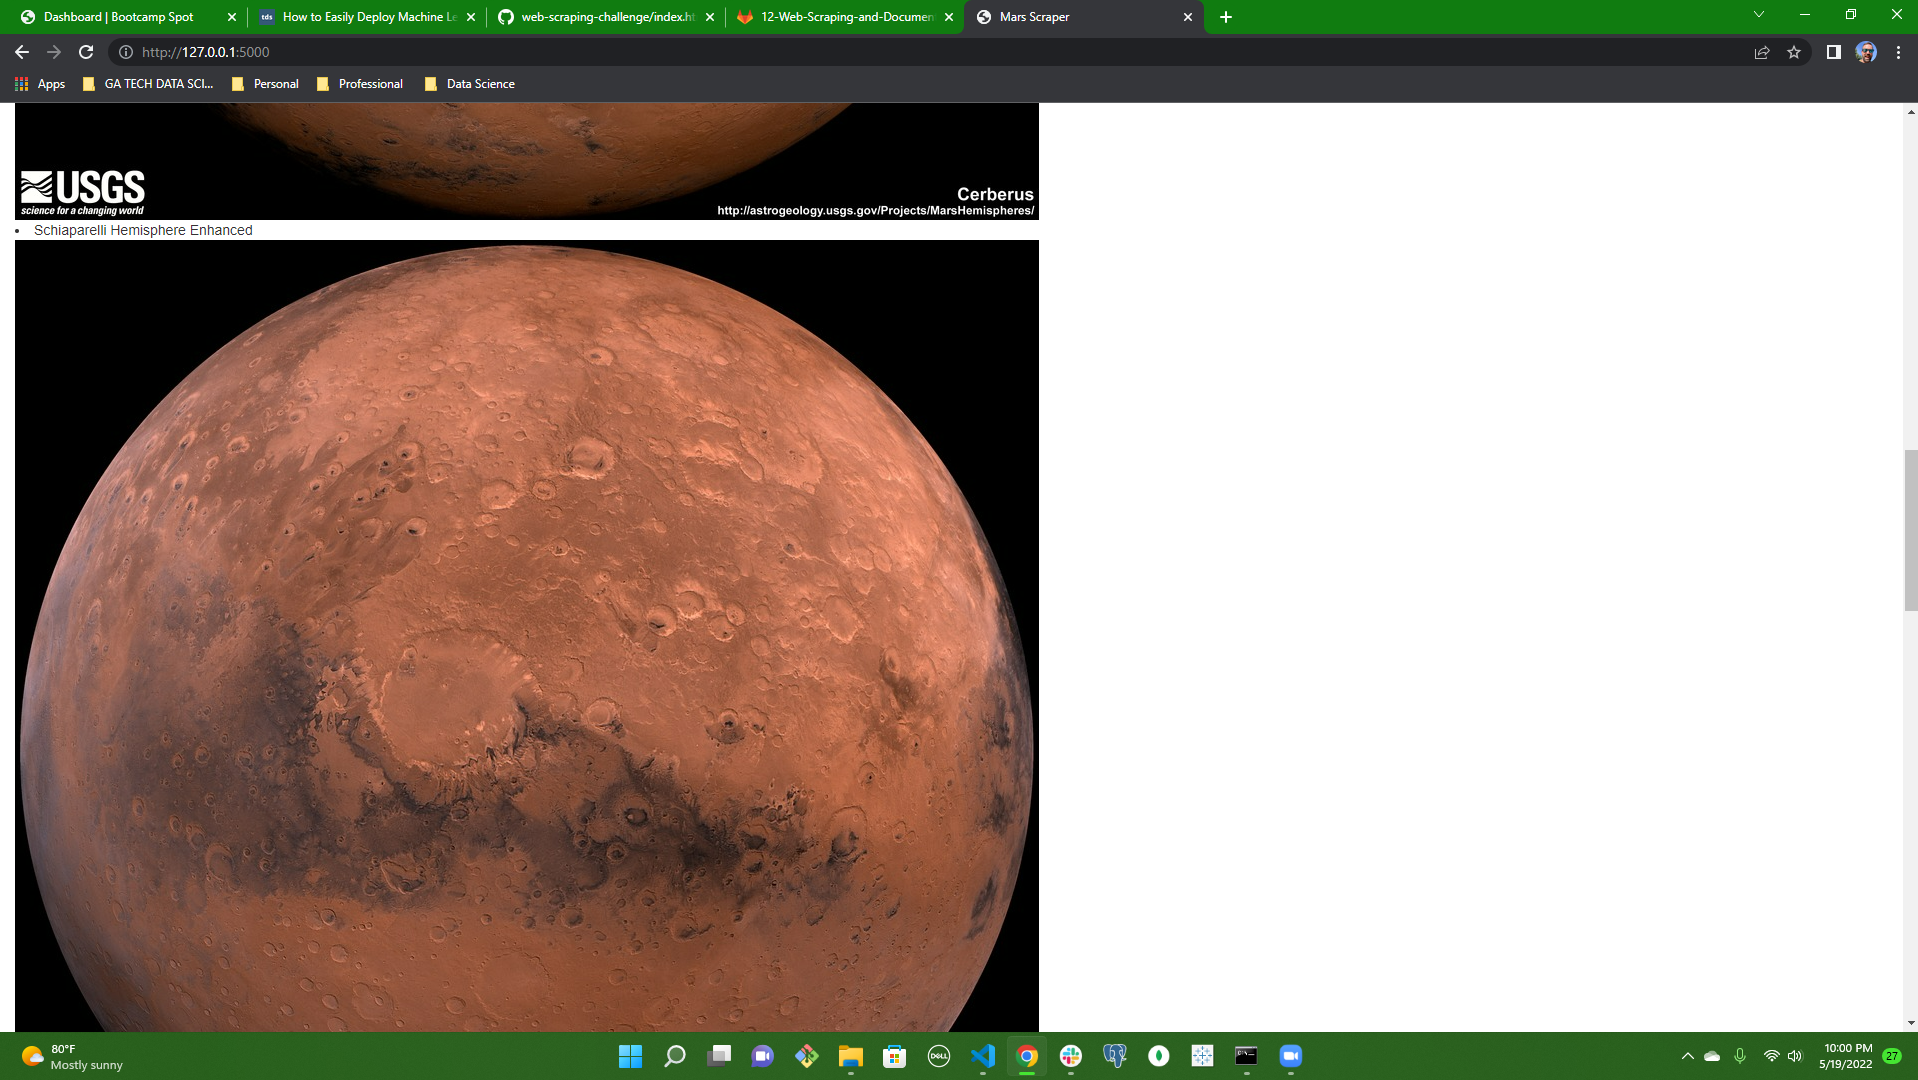 Dashboard | Bootcamp Spot
tds
How to Easily Deploy Machine Le
web-scraping-challenge/index.ht
12-Web-Scraping-and-Documen
Mars Scraper
http://127.0.0.1:5000
Apps
GA TECH DATA SCI...
Personal
Professional
Data Science
USGS
science for a changing world
Cerberus
http://astrogeology.usgs.gov/Projects/MarsHemispheres/
• Schiaparelli Hemisphere Enhanced
80°F
Mostly sunny
DELL
10:00 PM
5/19/2022
27